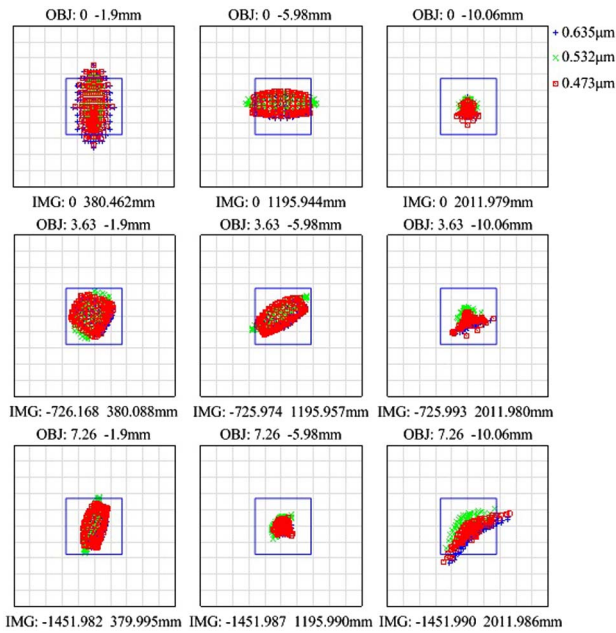 OBJ: 0 -1.9mm OBJ: 0 -5.98mm OBJ: 0 -10.06mm
0.635μm
0.532μm
0.473μm
IMG: 0 380.462mm IMG: 0 1195.944mm IMG: 0 2011.979mm
OBJ: 3.63 -1.9mm OBJ: 3.63 -5.98mm OBJ: 3.63 -10.06mm
IMG: -726.168 380.088mm IMG: -725.974 1195.957mm IMG: -725.993 2011.980mm
OBJ: 7.26 -1.9mm OBJ: 7.26 -5.98mm OBJ: 7.26 -10.06mm
IMG: -1451.982 379.995mm IMG: -1451.987 1195.990mm IMG: -1451.990 2011.986mm